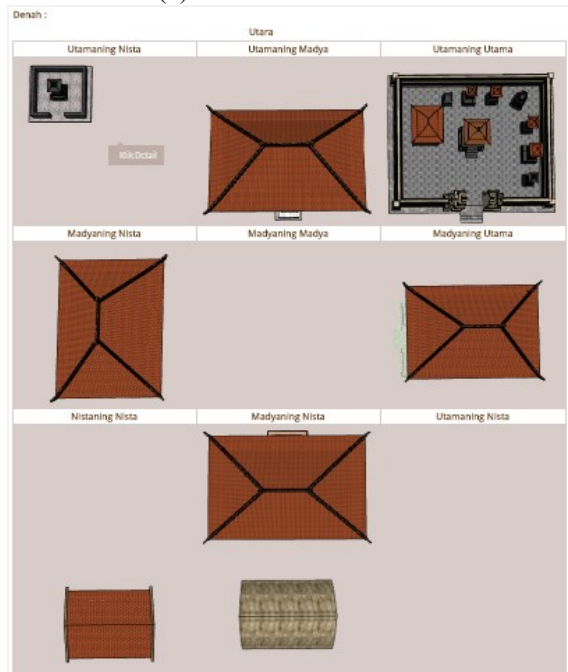 Denah :
Utara
Utamaning Nista Utamaning Madya Utamaning Utama
Klik Detail
Madyaning Nista Madyaning Madya Madyaning Utama
Nistaning Nista Madyaning Nista Utamaning Nista